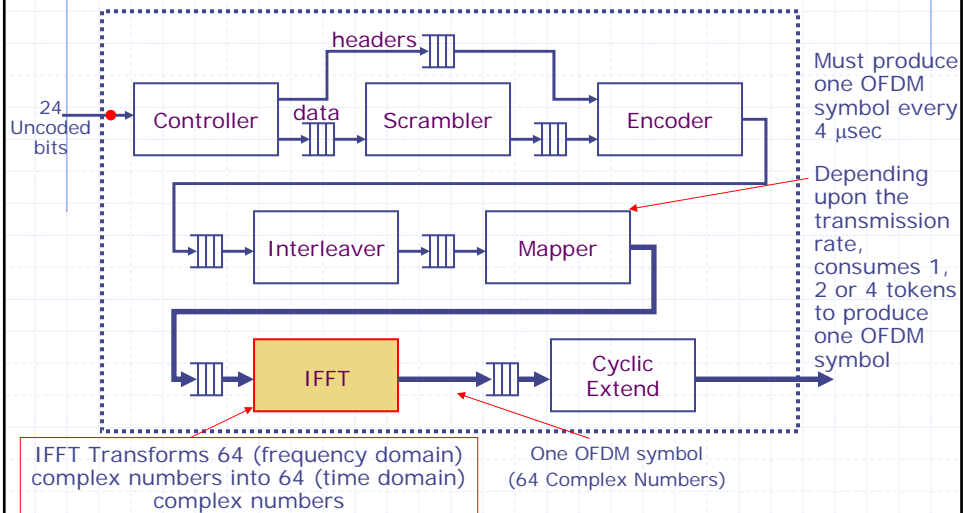 headers
24
Uncoded
bits
Controller
data
Scrambler
Encoder
Must produce
one OFDM
symbol every
4 μsec
Interleaver
Mapper
Depending
upon the
transmission
rate,
consumes 1,
2 or 4 tokens
to produce
one OFDM
symbol
IFFT
Cyclic
Extend
IFFT Transforms 64 (frequency domain)
complex numbers into 64 (time domain)
complex numbers
One OFDM symbol
(64 Complex Numbers)